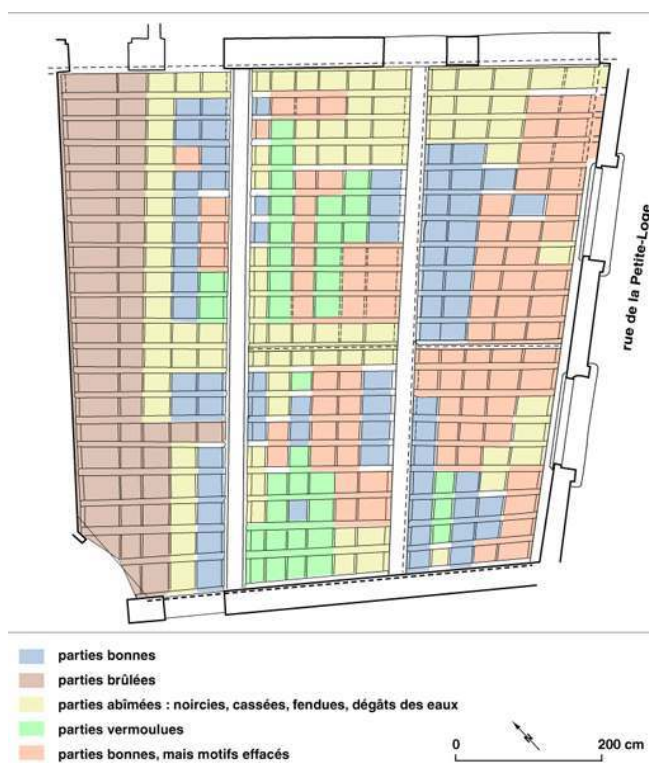 rue de la Petite-Loge
parties bonnes
parties brûlées
parties abîmées : noircies, cassées, fendues, dégâts des eaux
parties vermoulues
parties bonnes, mais motifs effacés
0 200 cm